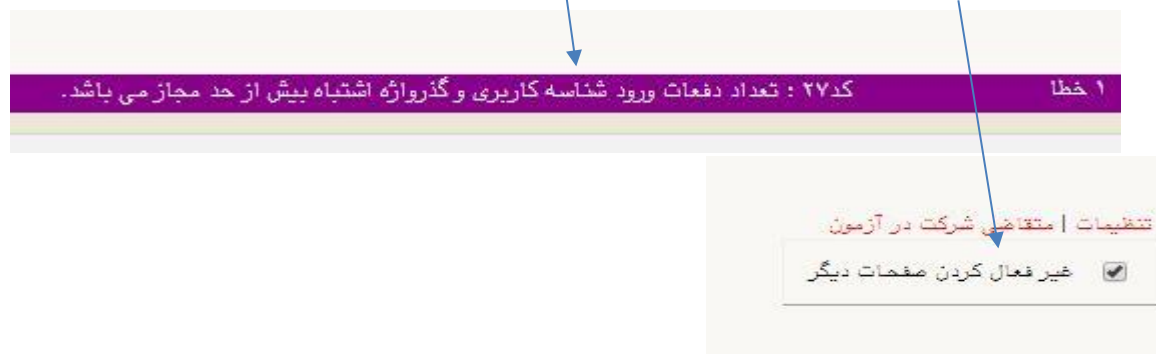 ۱ خطا کد۲۷ : تعداد دفعات ورود شناسه کاربری و گذرواژه اشتباه بیش از حد مجاز می باشد.
تنظیمات | متقاضی شرکت در آزمون
غیر فعال کردن صفحات دیگر